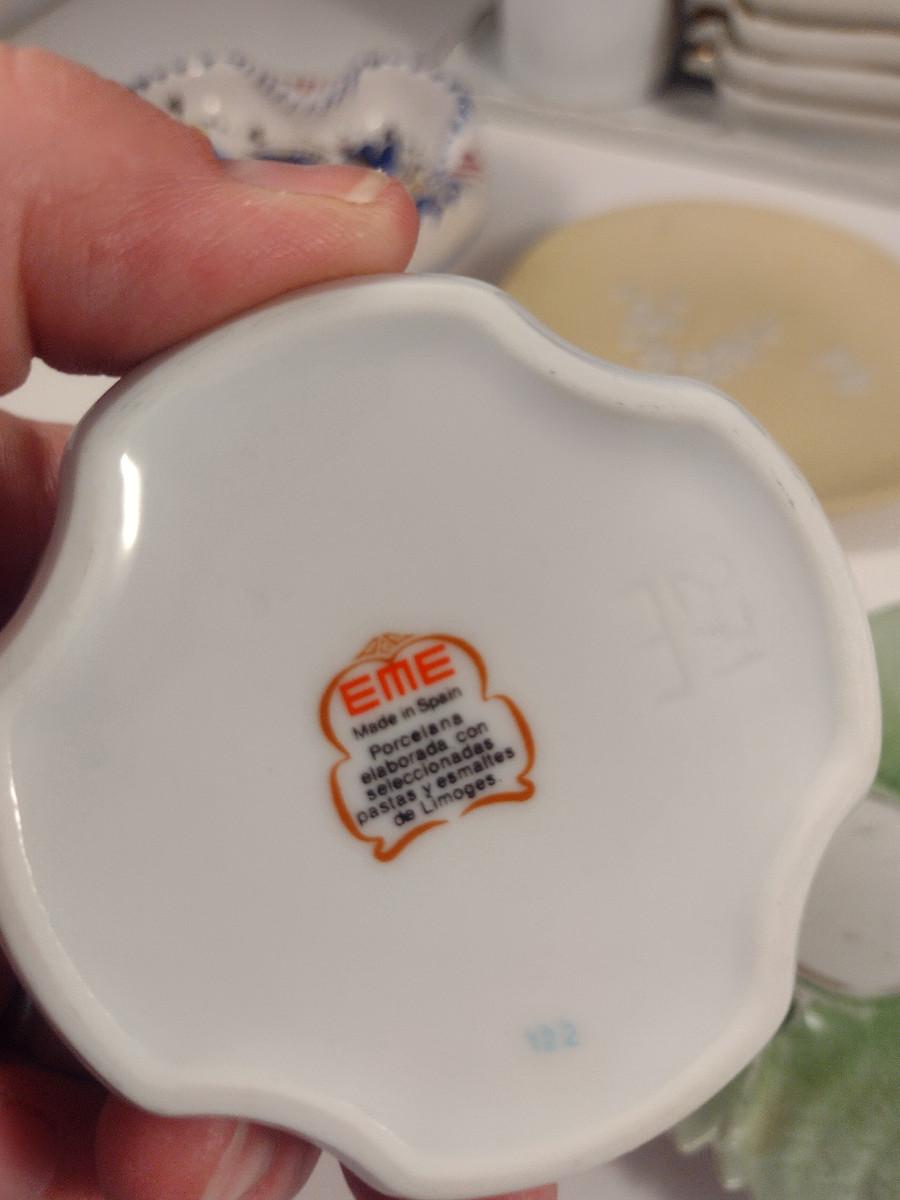 EME
Made in Spain
Porcelana
elaborada con
seleccionadas
pastas y esmaltes
de Limoges.
122